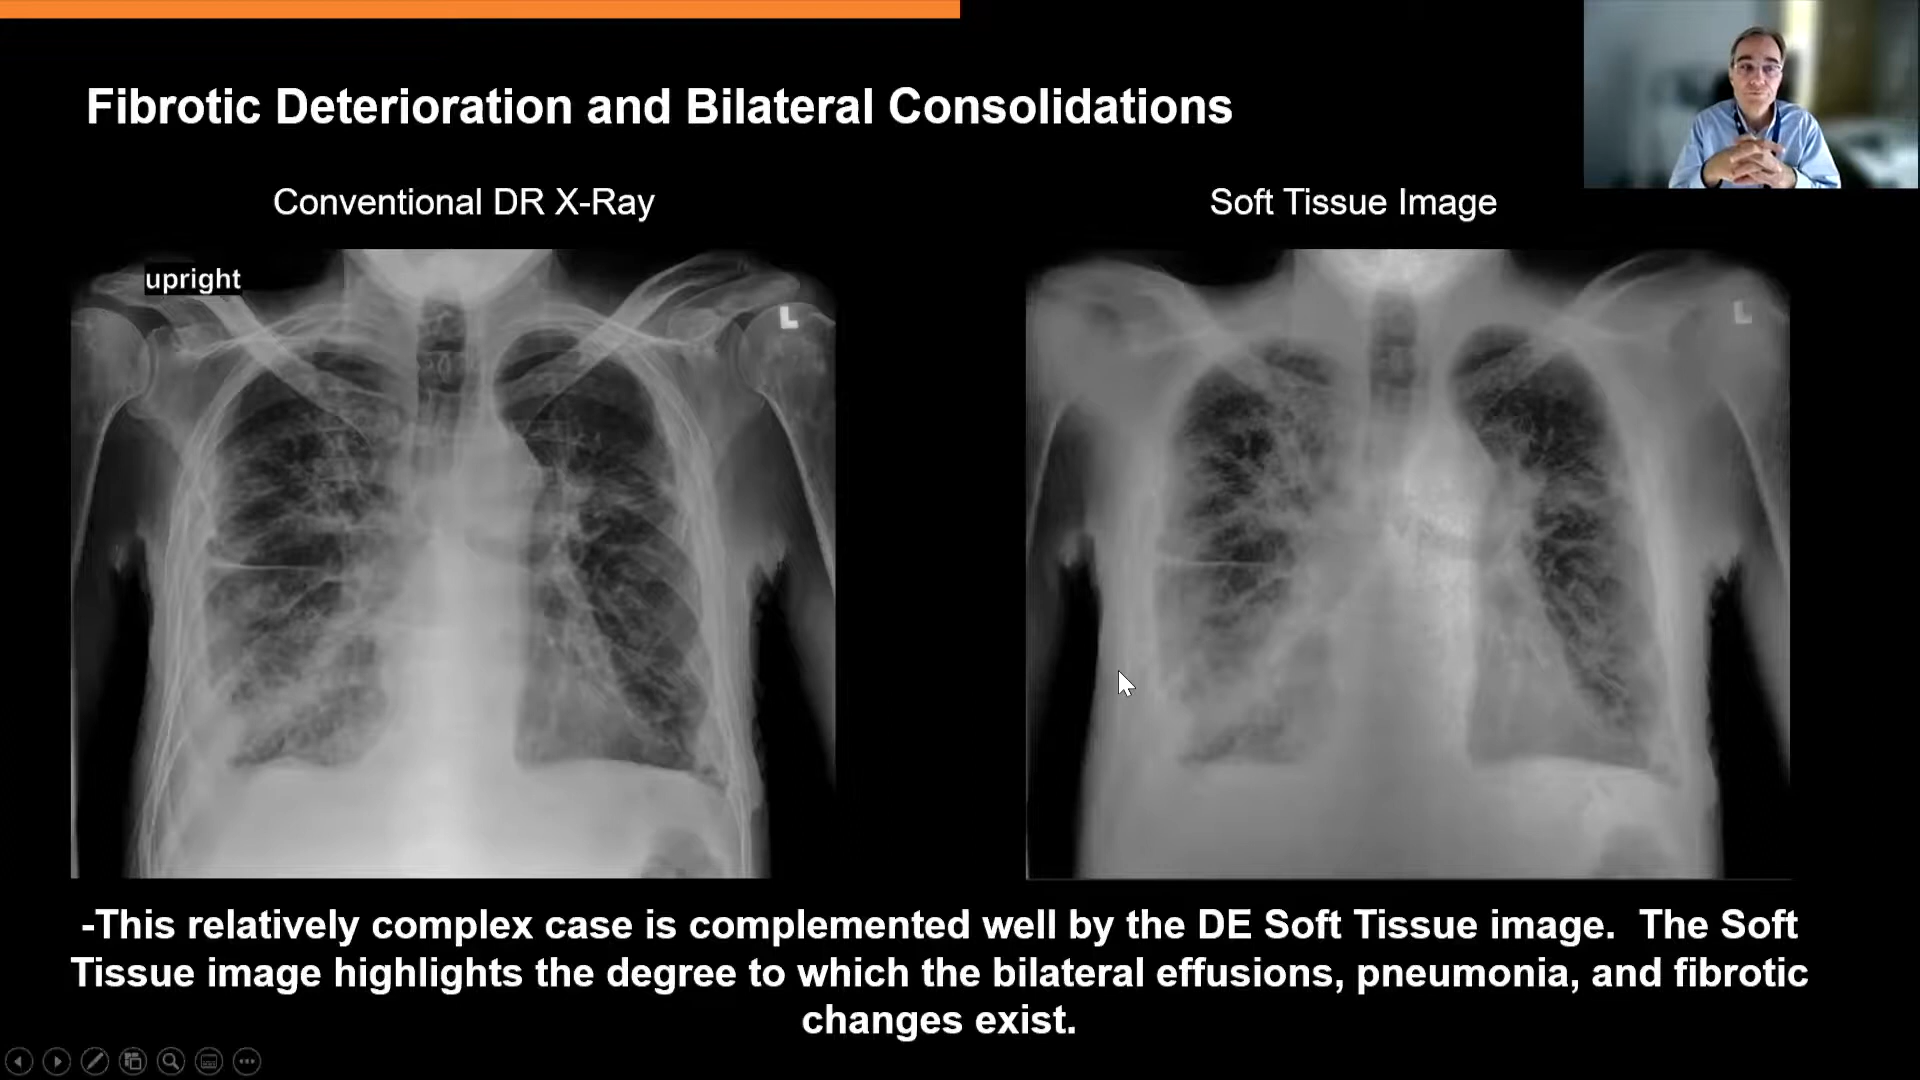 Fibrotic Deterioration and Bilateral Consolidations
Conventional DR X-Ray
Soft Tissue Image
upright
L
L
-This relatively complex case is complemented well by the DE Soft Tissue image.  The Soft
Tissue image highlights the degree to which the bilateral effusions, pneumonia, and fibrotic
changes exist.